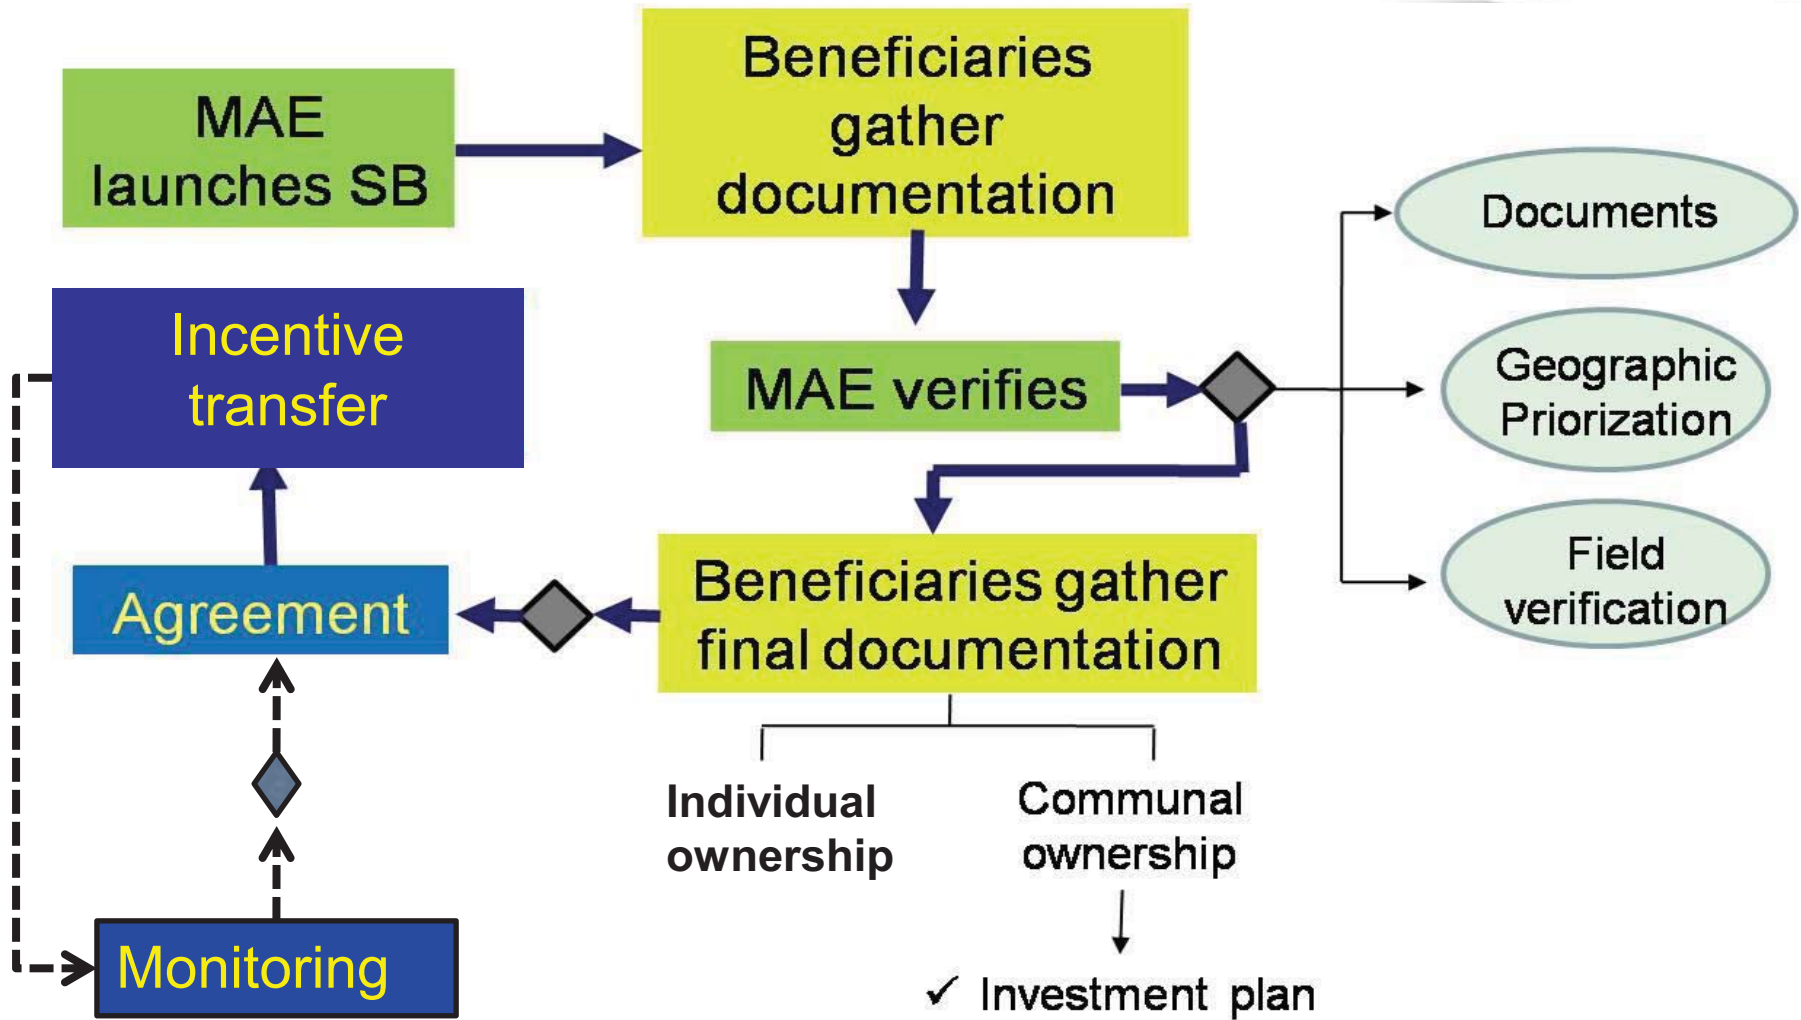 MAE
launches SB
Beneficiaries
gather
documentation
Documents
Incentive
transfer
MAE verifies
Geographic
Priorization
Field
verification
Agreement
Beneficiaries gather
final documentation
Individual
ownership
Communal
ownership
Monitoring
✓ Investment plan